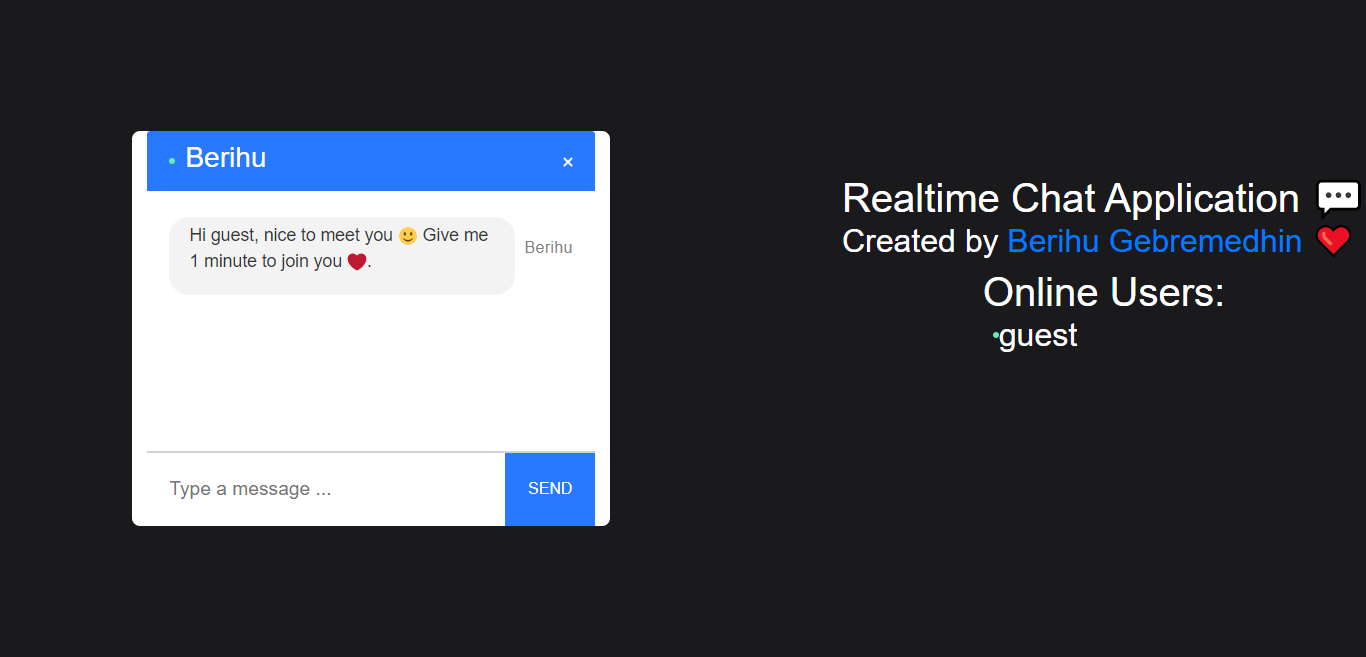 Berihu
×
Hi guest, nice to meet you 🙂 Give me
1 minute to join you ❤️.
Berihu
Type a message ...
SEND
Realtime Chat Application 💬
Created by Berihu Gebremedhin ❤️
Online Users:
guest